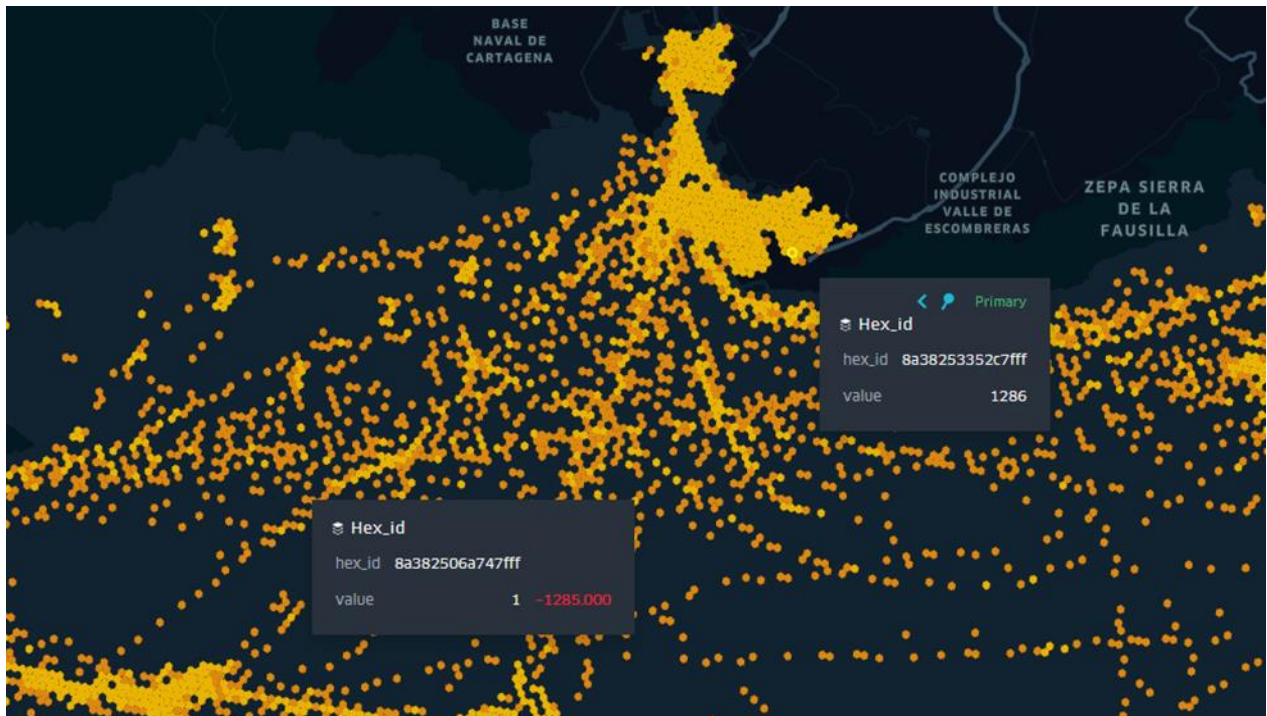 BASE
NAVAL DE
CARTAGENA
COMPLEJO
INDUSTRIAL
VALLE DE
ESCOMBRERAS
ZEPA SIERRA
DE LA
FAUSILLA
Primary
Hex_id
hex_id 8a38253352c7fff
value 1286
Hex_id
hex_id 8a382506a747fff
value 1 -1285.000